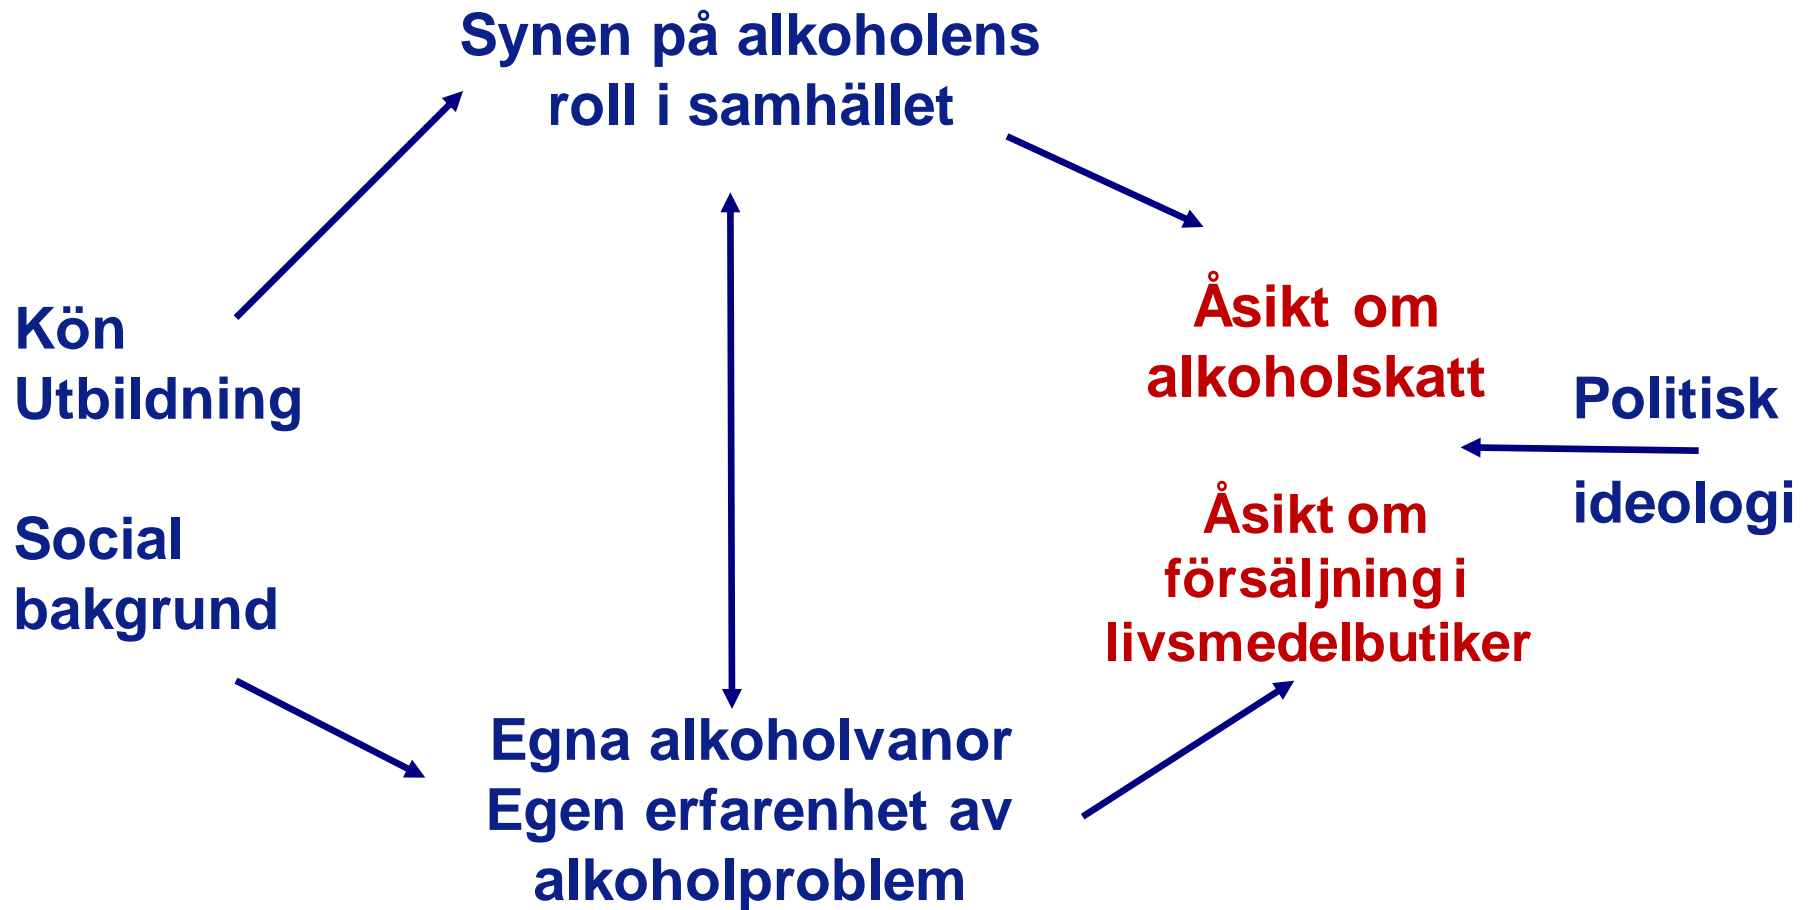 Synen på alkoholens
roll i samhället
Kön
Utbildning
Social
bakgrund
Egna alkoholvanor
Egen erfarenhet av
alkoholproblem
Åsikt om
alkoholskatt
Åsikt om
försäljning i
livsmedelbutiker
Politisk
ideologi